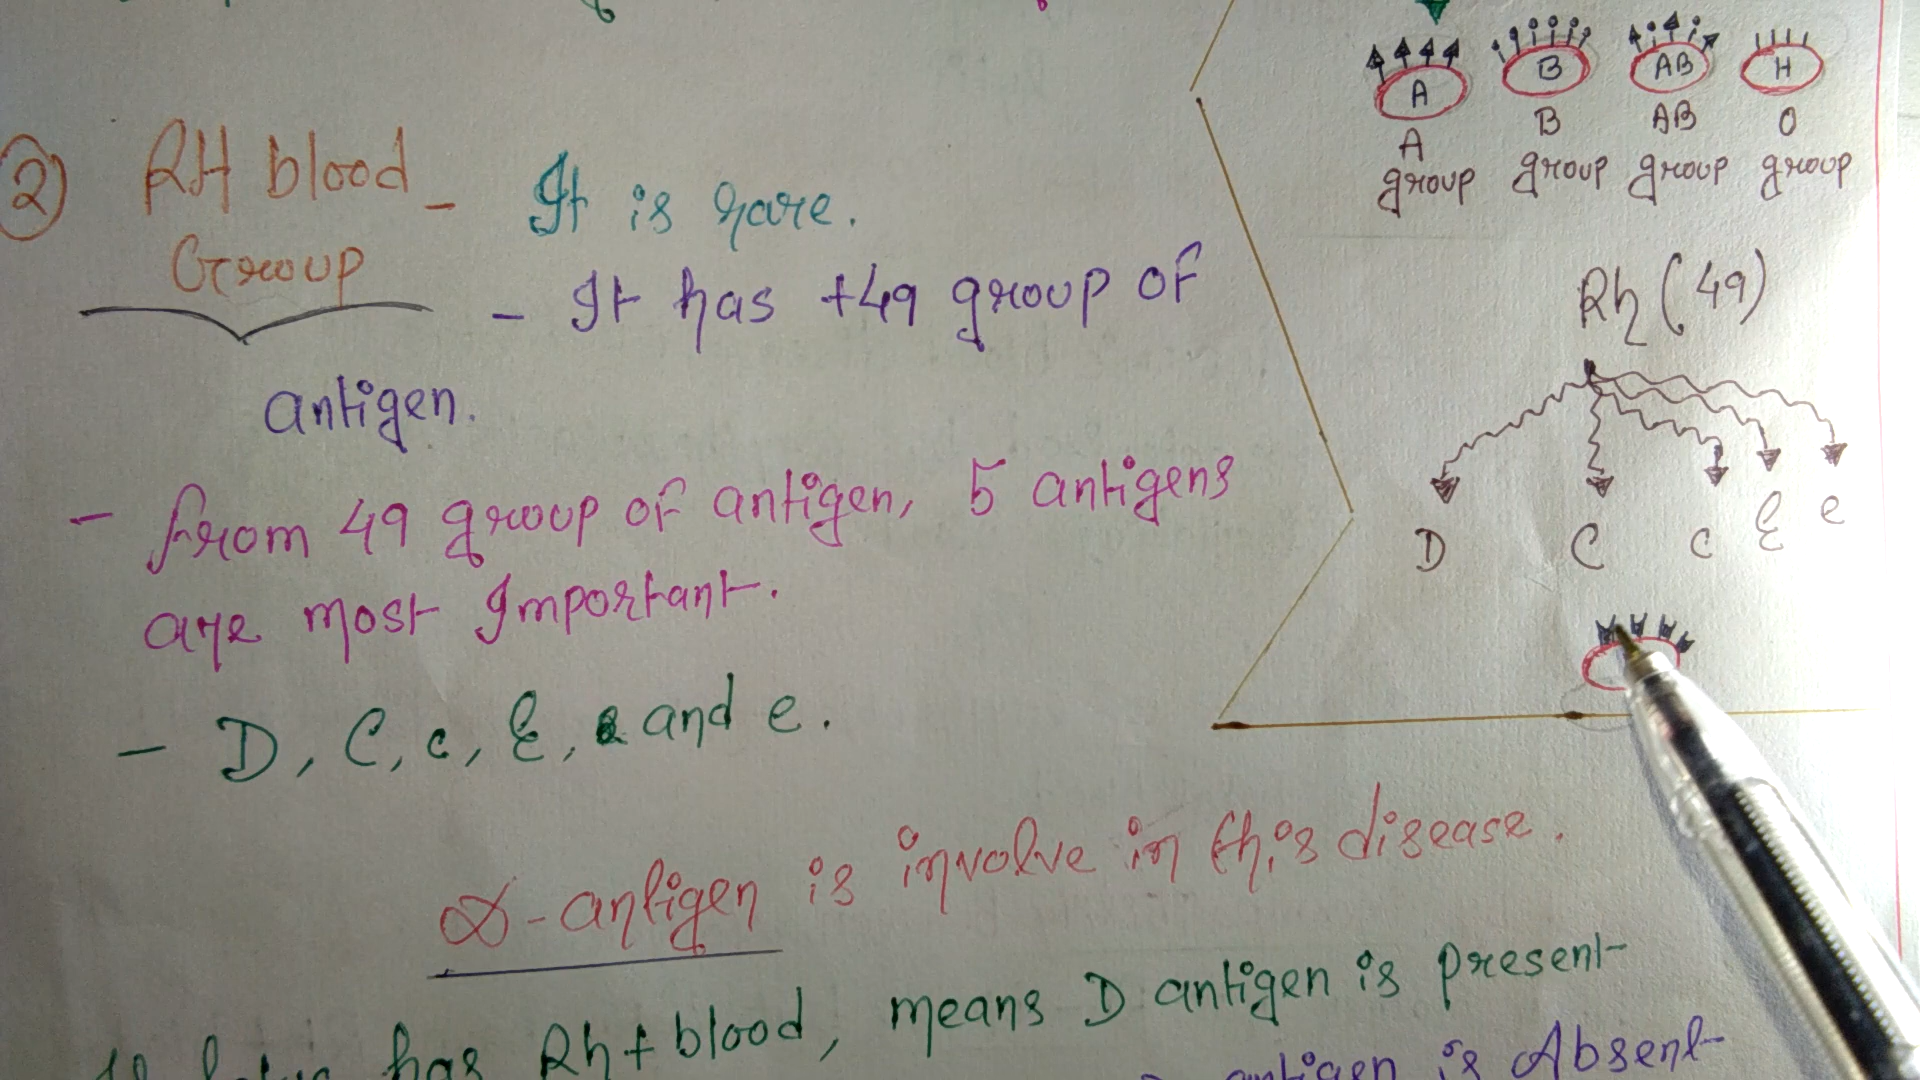 A B AB H
A B AB O
group group group group
2) RH blood - It is rare.
Group
- It has +49 group of
antigen.
- from 49 group of antigen, 5 antigens
are most Important.
- D, C, c, E, and e.
Rh (49)
D C c E e
D-antigen is involve in this disease.
has Rh+ blood, means D antigen is present
antigen is Absent